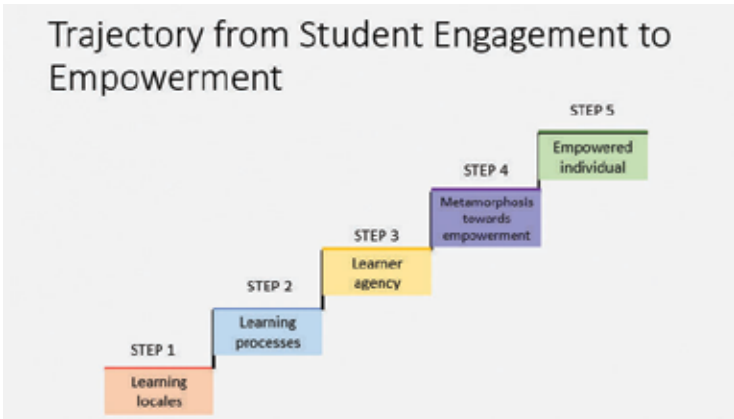 Trajectory from Student Engagement to
Empowerment
STEP 1
Learning
locales
STEP 2
Learning
processes
STEP 3
Learner
agency
STEP 4
Metamorphosis
towards
empowerment
STEP 5
Empowered
individual